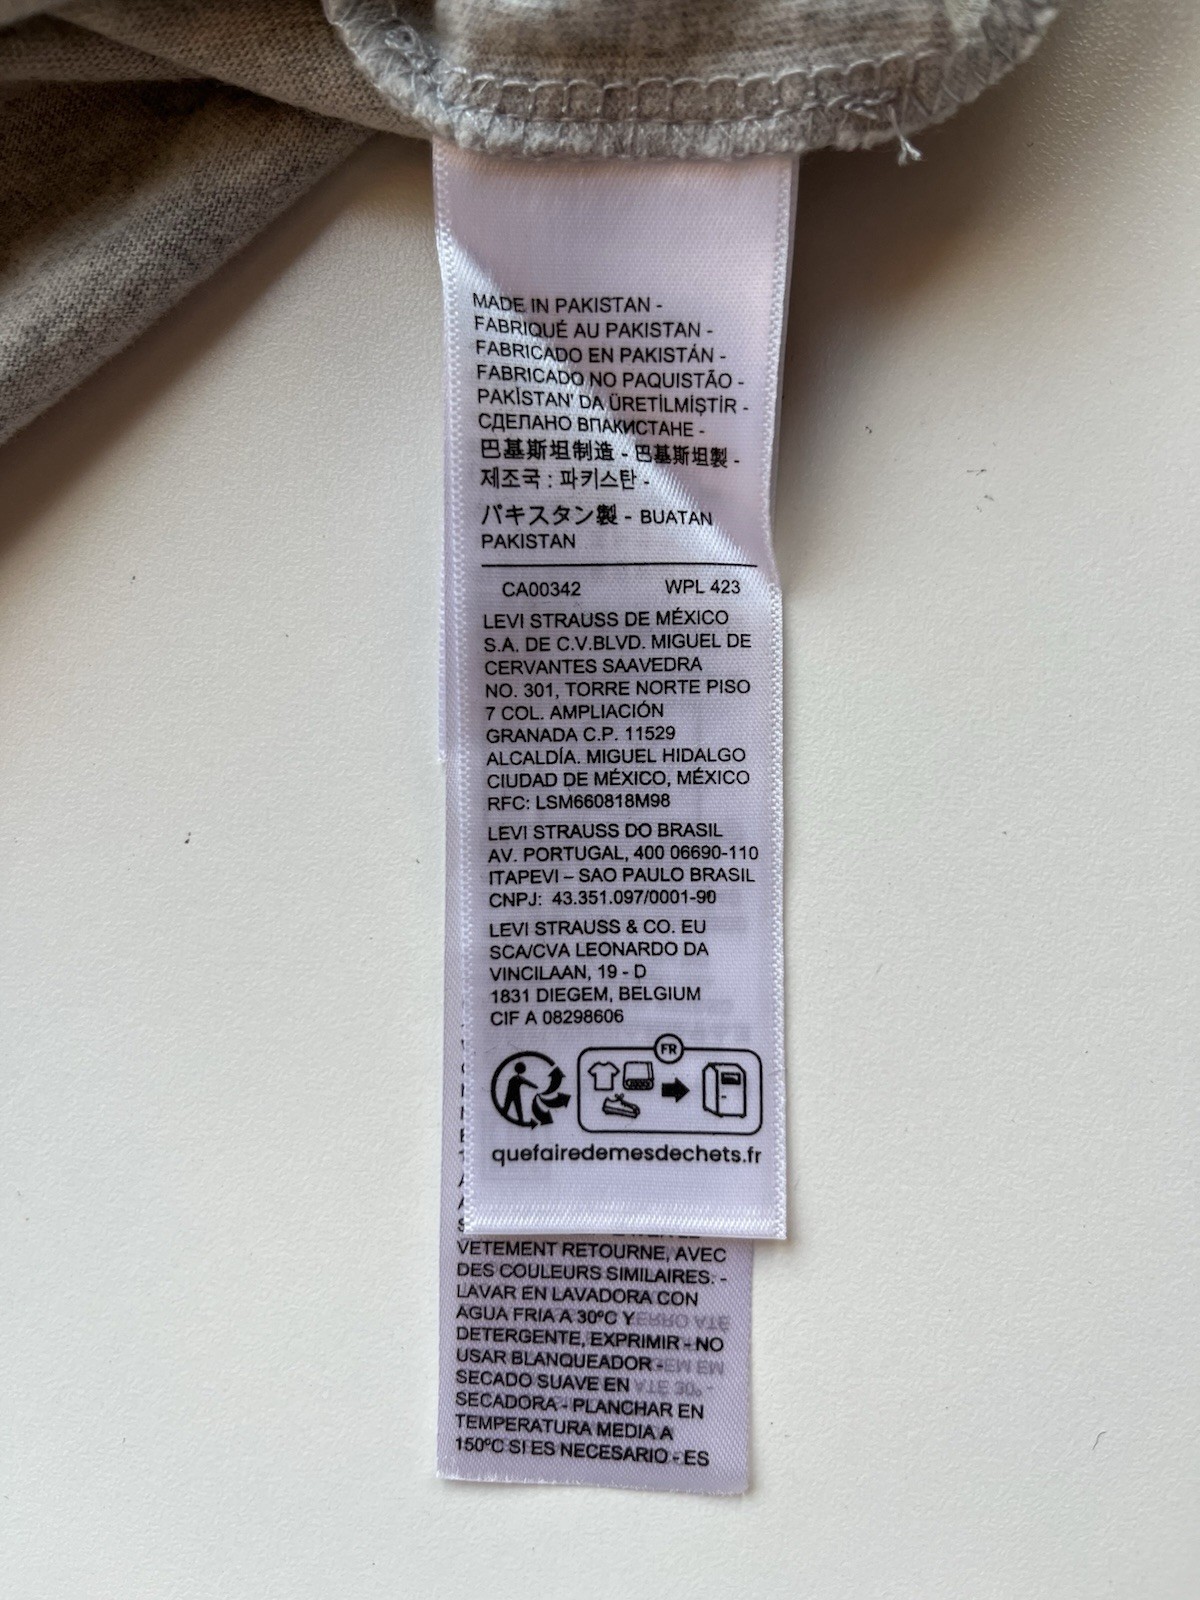 MADE IN PAKISTAN -
FABRIQUÉ AU PAKISTAN -
FABRICADO EN PAKISTÁN -
FABRICADO NO PAQUISTÃO -
PAKİSTAN' DA ÜRETİLMİŞTİR -
СДЕЛАНО ВПАКИСТАНЕ -
巴基斯坦制造 - 巴基斯坦製 -
제조국 : 파키스탄 -
パキスタン製 - BUATAN
PAKISTAN
CA00342 WPL 423
LEVI STRAUSS DE MÉXICO
S.A. DE C.V.BLVD. MIGUEL DE
CERVANTES SAAVEDRA
NO. 301, TORRE NORTE PISO
7 COL. AMPLIACIÓN
GRANADA C.P. 11529
ALCALDÍA. MIGUEL HIDALGO
CIUDAD DE MÉXICO, MÉXICO
RFC: LSM660818M98
LEVI STRAUSS DO BRASIL
AV. PORTUGAL, 400 06690-110
ITAPEVI – SAO PAULO BRASIL
CNPJ: 43.351.097/0001-90
LEVI STRAUSS & CO. EU
SCA/CVA LEONARDO DA
VINCILAAN, 19 - D
1831 DIEGEM, BELGIUM
CIF A 08298606
FR
quefairedemesdechets.fr
VETEMENT RETOURNE, AVEC
DES COULEURS SIMILAIRES. -
LAVAR EN LAVADORA CON
AGUA FRIA A 30ºC Y
DETERGENTE, EXPRIMIR - NO
USAR BLANQUEADOR -
SECADO SUAVE EN
SECADORA - PLANCHAR EN
TEMPERATURA MEDIA A
150ºC SI ES NECESARIO - ES